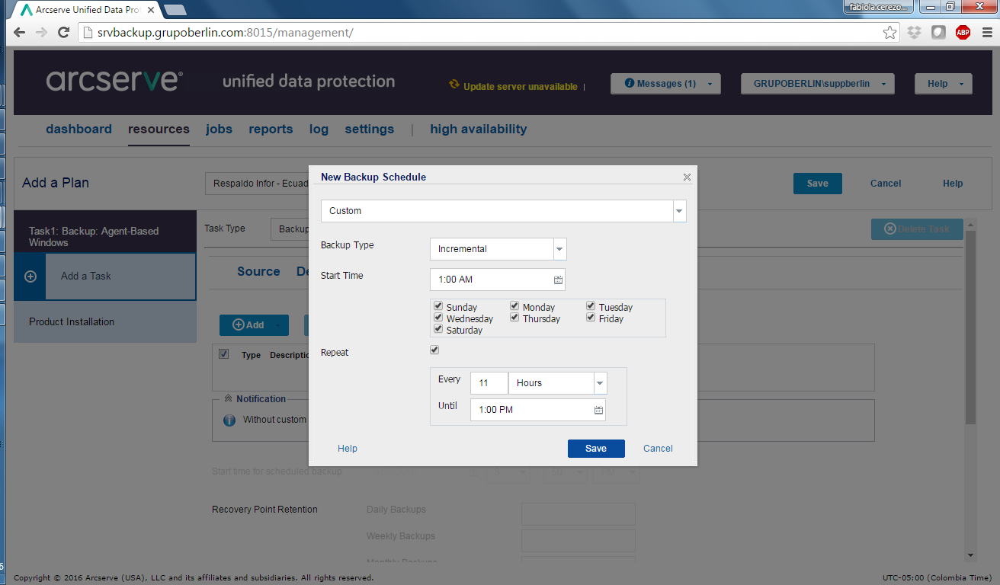 Arcserve Unified Data Pro
fabiola.cerezo...
srvbackup.grupoberlin.com:8015/management/
ABP
arcserve®
unified data protection
Update server unavailable |
Messages (1)
GRUPOBERLIN\suppberlin
Help
dashboard
resources
jobs
reports
log
settings
|
high availability
Add a Plan
Respaldo Infor - Ecuad
Save
Cancel
Help
Task1: Backup: Agent-Based
Windows
Add a Task
Product Installation
Task Type
Backup
Delete Task
Source
De
Add
Type
Descriptio
Notification
Without custom
New Backup Schedule
Custom
Backup Type
Incremental
Start Time
1:00 AM
Sunday
Monday
Tuesday
Wednesday
Thursday
Friday
Saturday
Repeat
Every
11
Hours
Until
1:00 PM
Help
Save
Cancel
Start time for scheduled backup
8
50
PM
Recovery Point Retention
Daily Backups
Weekly Backups
Monthly Backups
6
Copyright © 2016 Arcserve (USA), LLC and its affiliates and subsidiaries. All rights reserved.
UTC-05:00 (Colombia Time)